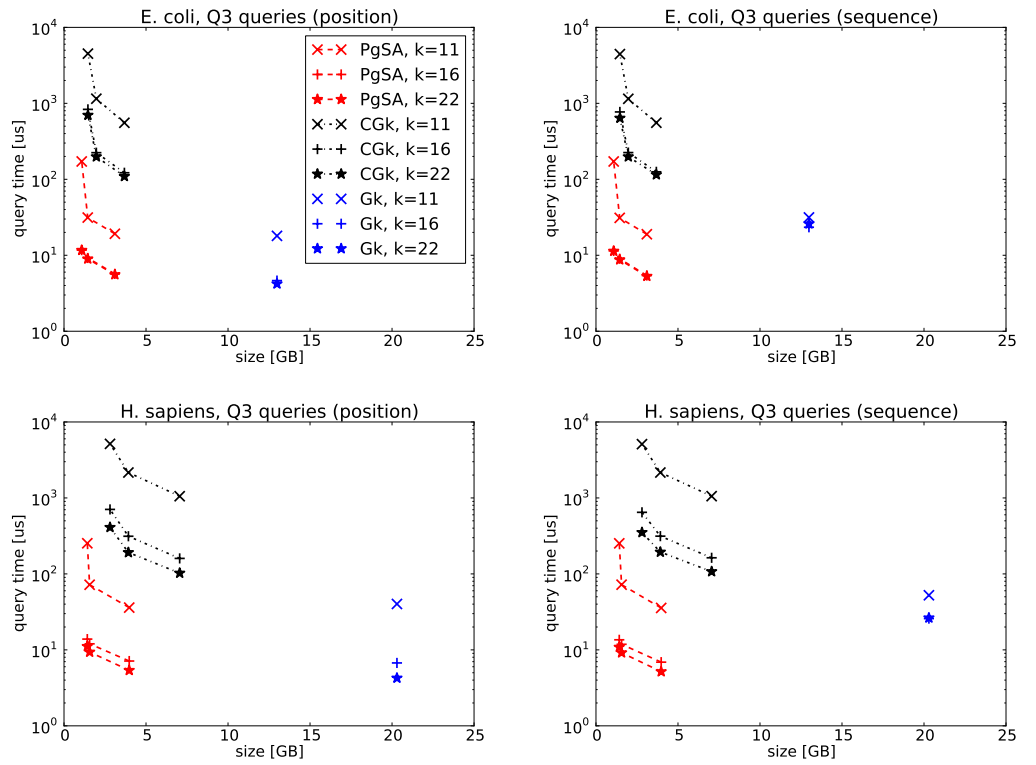 E. coli, Q3 queries (position)
10^4
10^3
10^2
10^1
10^0
query time [us]
0 5 10 15 20 25
size [GB]
PgSA, k=11
PgSA, k=16
PgSA, k=22
CGk, k=11
CGk, k=16
CGk, k=22
Gk, k=11
Gk, k=16
Gk, k=22
E. coli, Q3 queries (sequence)
10^4
10^3
10^2
10^1
10^0
query time [us]
0 5 10 15 20 25
size [GB]
H. sapiens, Q3 queries (position)
10^4
10^3
10^2
10^1
10^0
query time [us]
0 5 10 15 20 25
size [GB]
H. sapiens, Q3 queries (sequence)
10^4
10^3
10^2
10^1
10^0
query time [us]
0 5 10 15 20 25
size [GB]